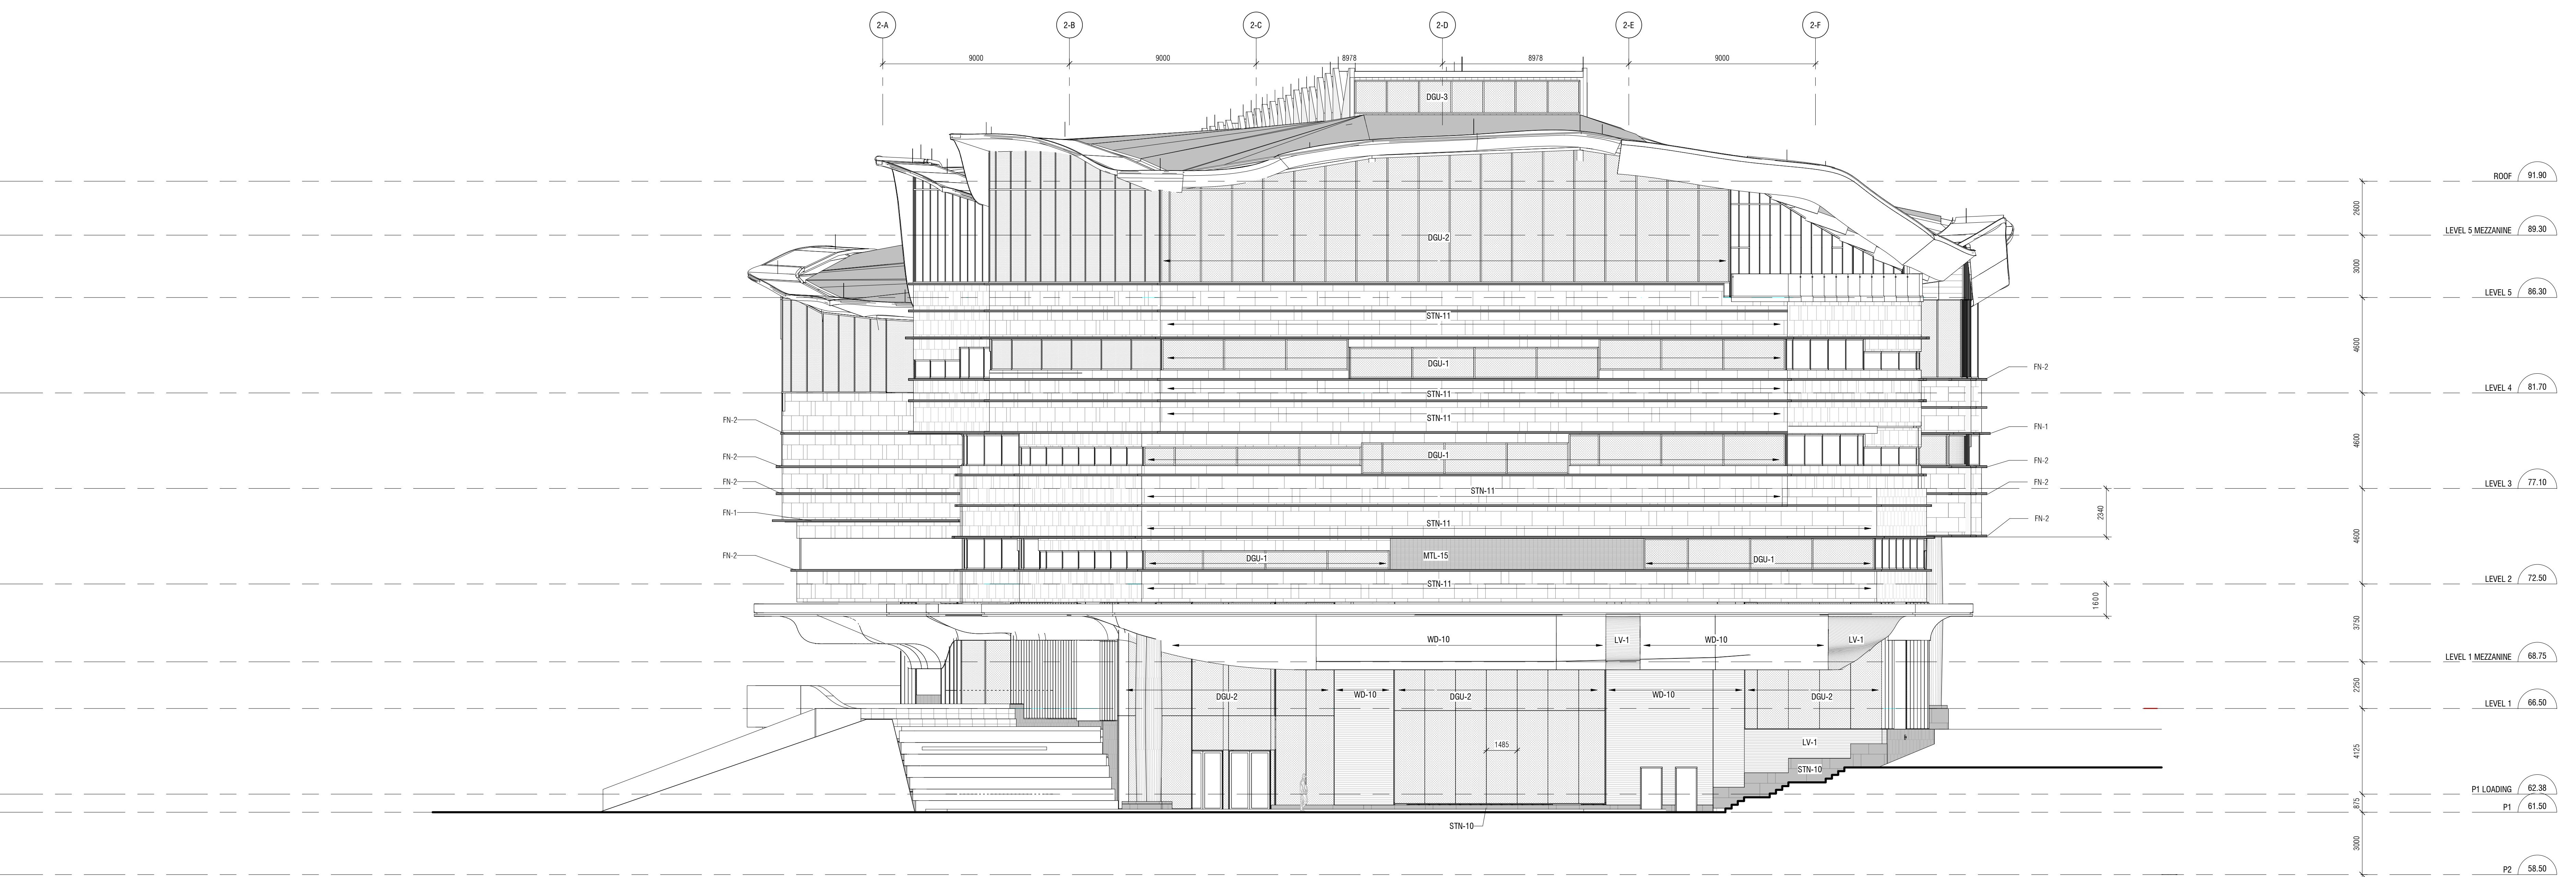 2-A 2-B 2-C 2-D 2-E 2-F
9000 9000 8978 8978 9000
DGU-3
ROOF 91.90
2600
DGU-2
LEVEL 5 MEZZANINE 89.30
3000
LEVEL 5 86.30
STN-11
4600
DGU-1
FN-2
LEVEL 4 81.70
STN-11
STN-11
FN-2
FN-1
4600
DGU-1
FN-2
FN-2
FN-2
FN-2
LEVEL 3 77.10
STN-11
FN-1
2340
FN-2
STN-11
4600
FN-2
DGU-1
MTL-15
DGU-1
LEVEL 2 72.50
STN-11
1600
3750
WD-10
LV-1
WD-10
LV-1
LEVEL 1 MEZZANINE 68.75
2250
DGU-2
WD-10
DGU-2
WD-10
DGU-2
LEVEL 1 66.50
1485
LV-1
4125
STN-10
P1 LOADING 62.38
875
P1 61.50
STN-10
3000
P2 58.50